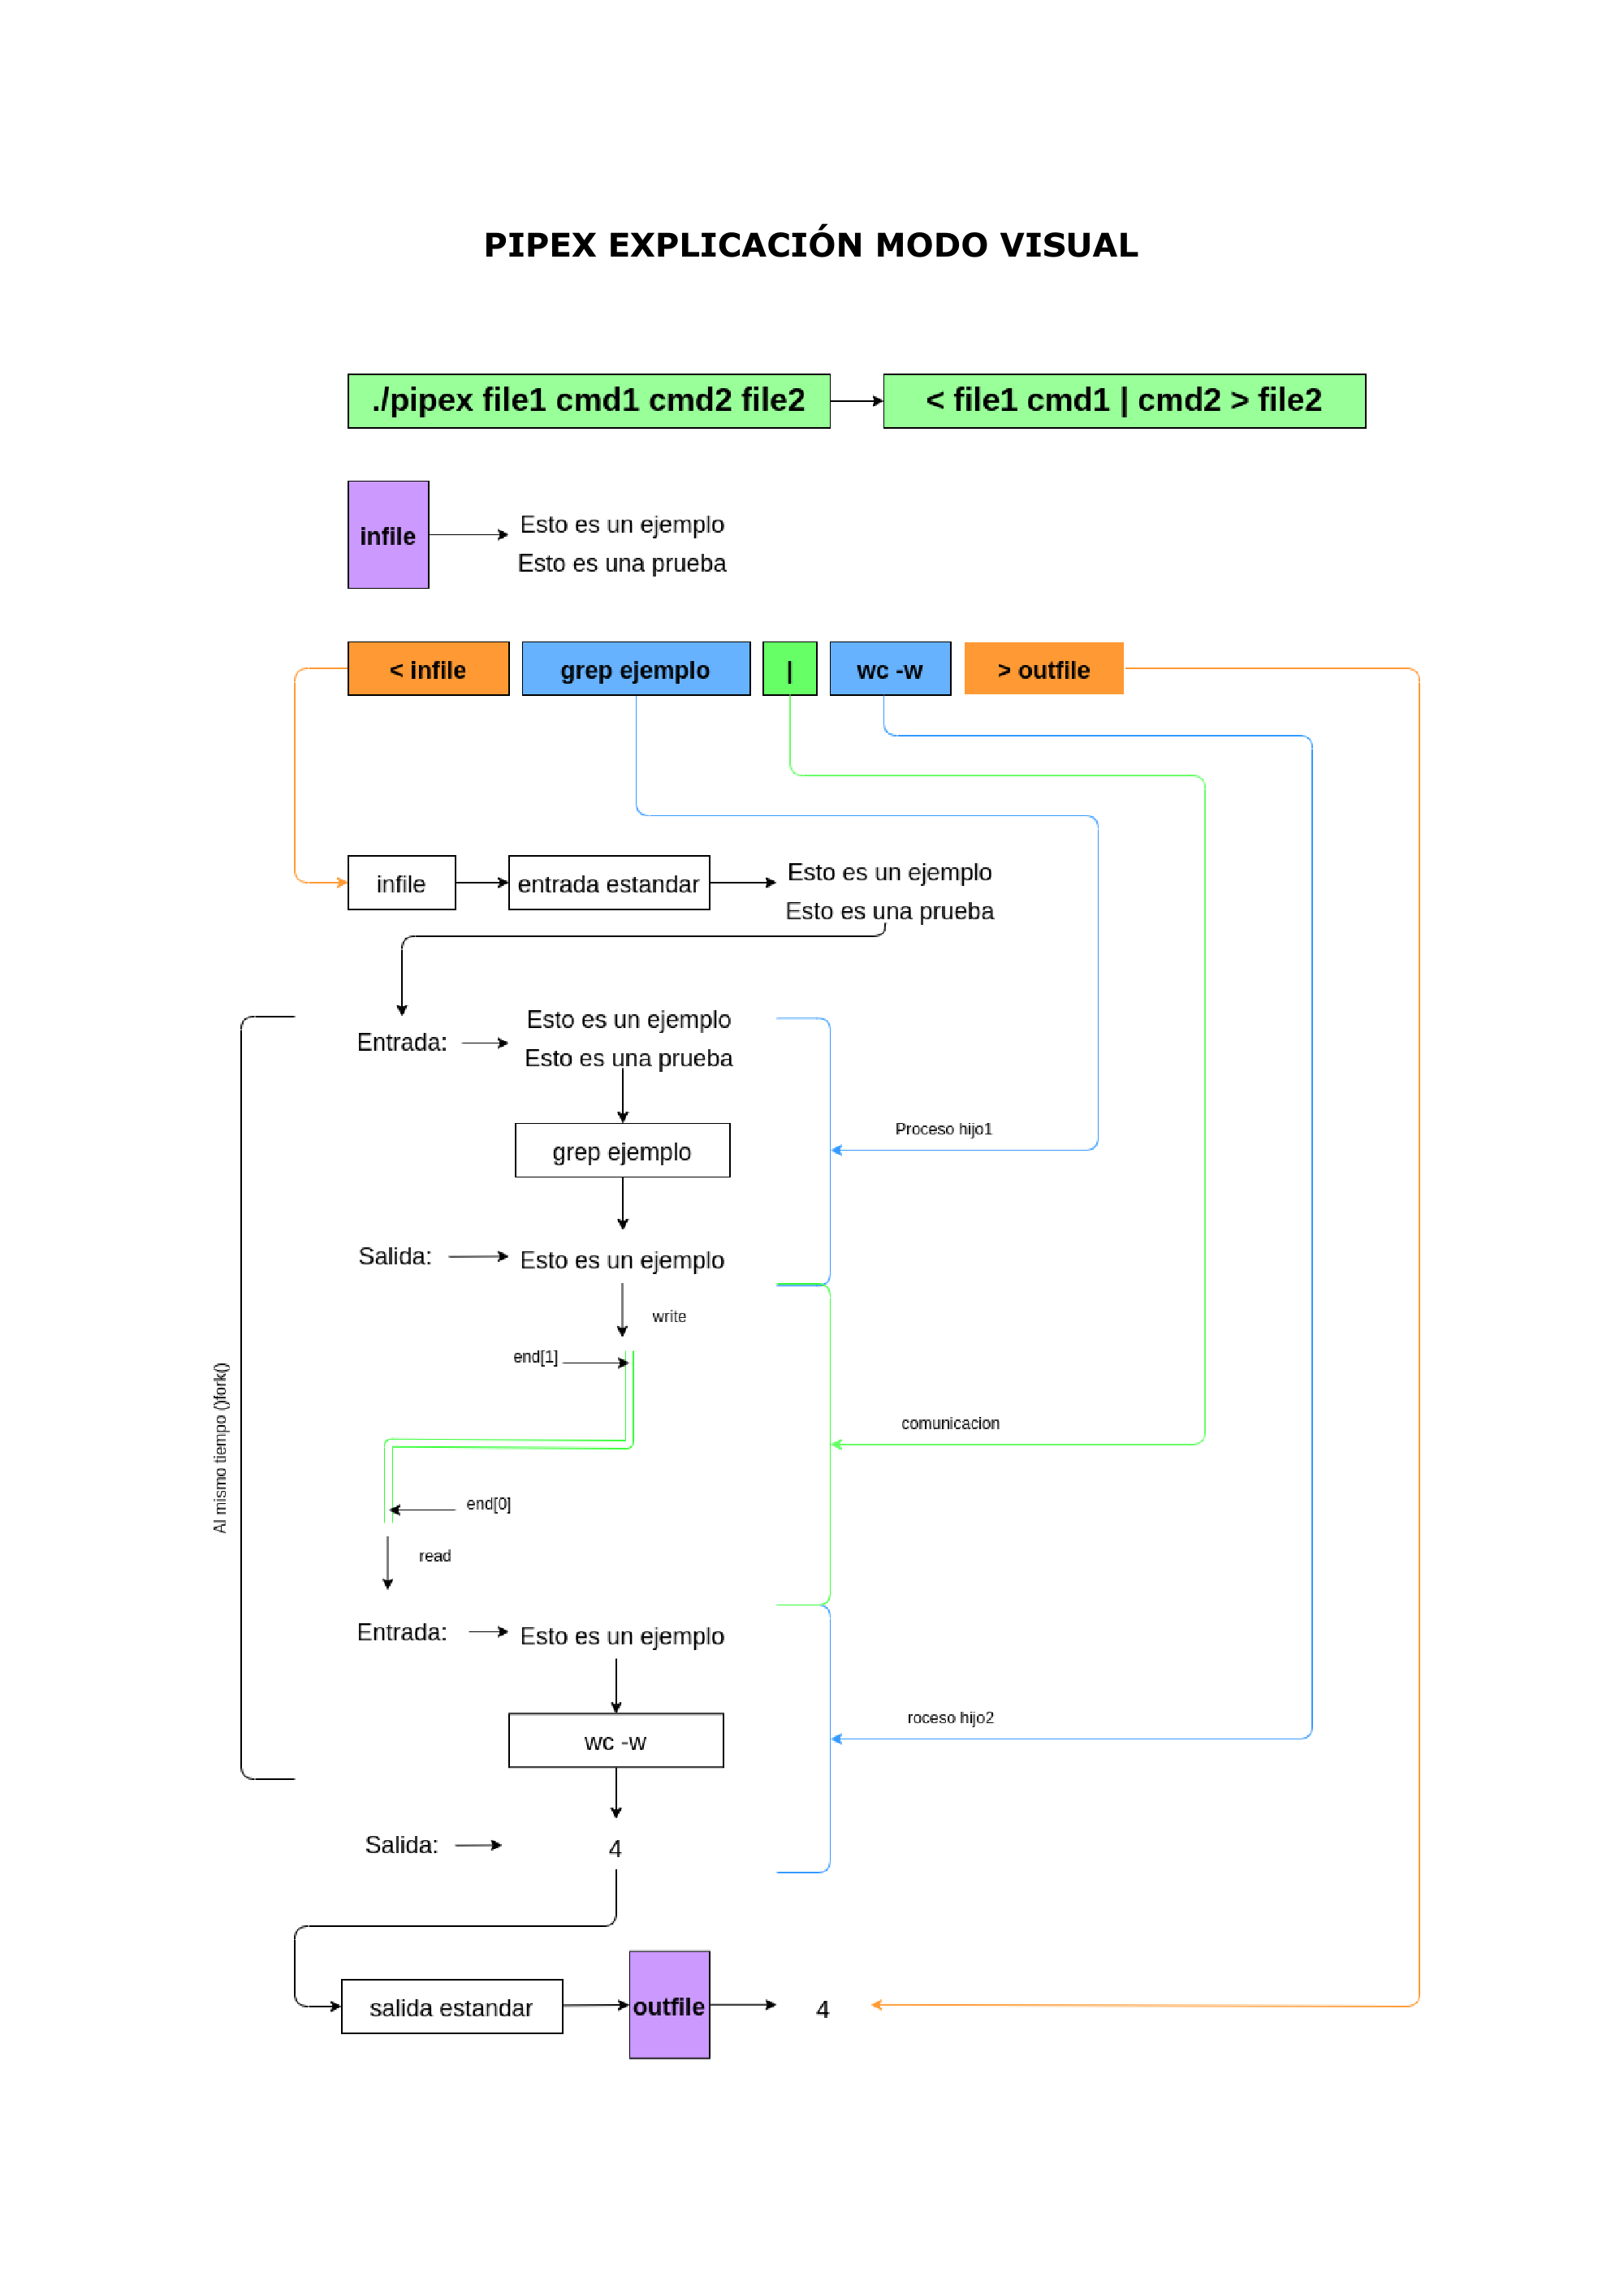 PIPEX EXPLICACIÓN MODO VISUAL
./pipex file1 cmd1 cmd2 file2
< file1 cmd1 | cmd2 > file2
infile
Esto es un ejemplo
Esto es una prueba
< infile
grep ejemplo
|
wc -w
> outfile
infile
entrada estandar
Esto es un ejemplo
Esto es una prueba
Entrada:
Esto es un ejemplo
Esto es una prueba
Proceso hijo1
grep ejemplo
Salida:
Esto es un ejemplo
write
end[1]
Al mismo tiempo ()fork()
comunicacion
end[0]
read
Entrada:
Esto es un ejemplo
roceso hijo2
wc -w
Salida:
4
salida estandar
outfile
4